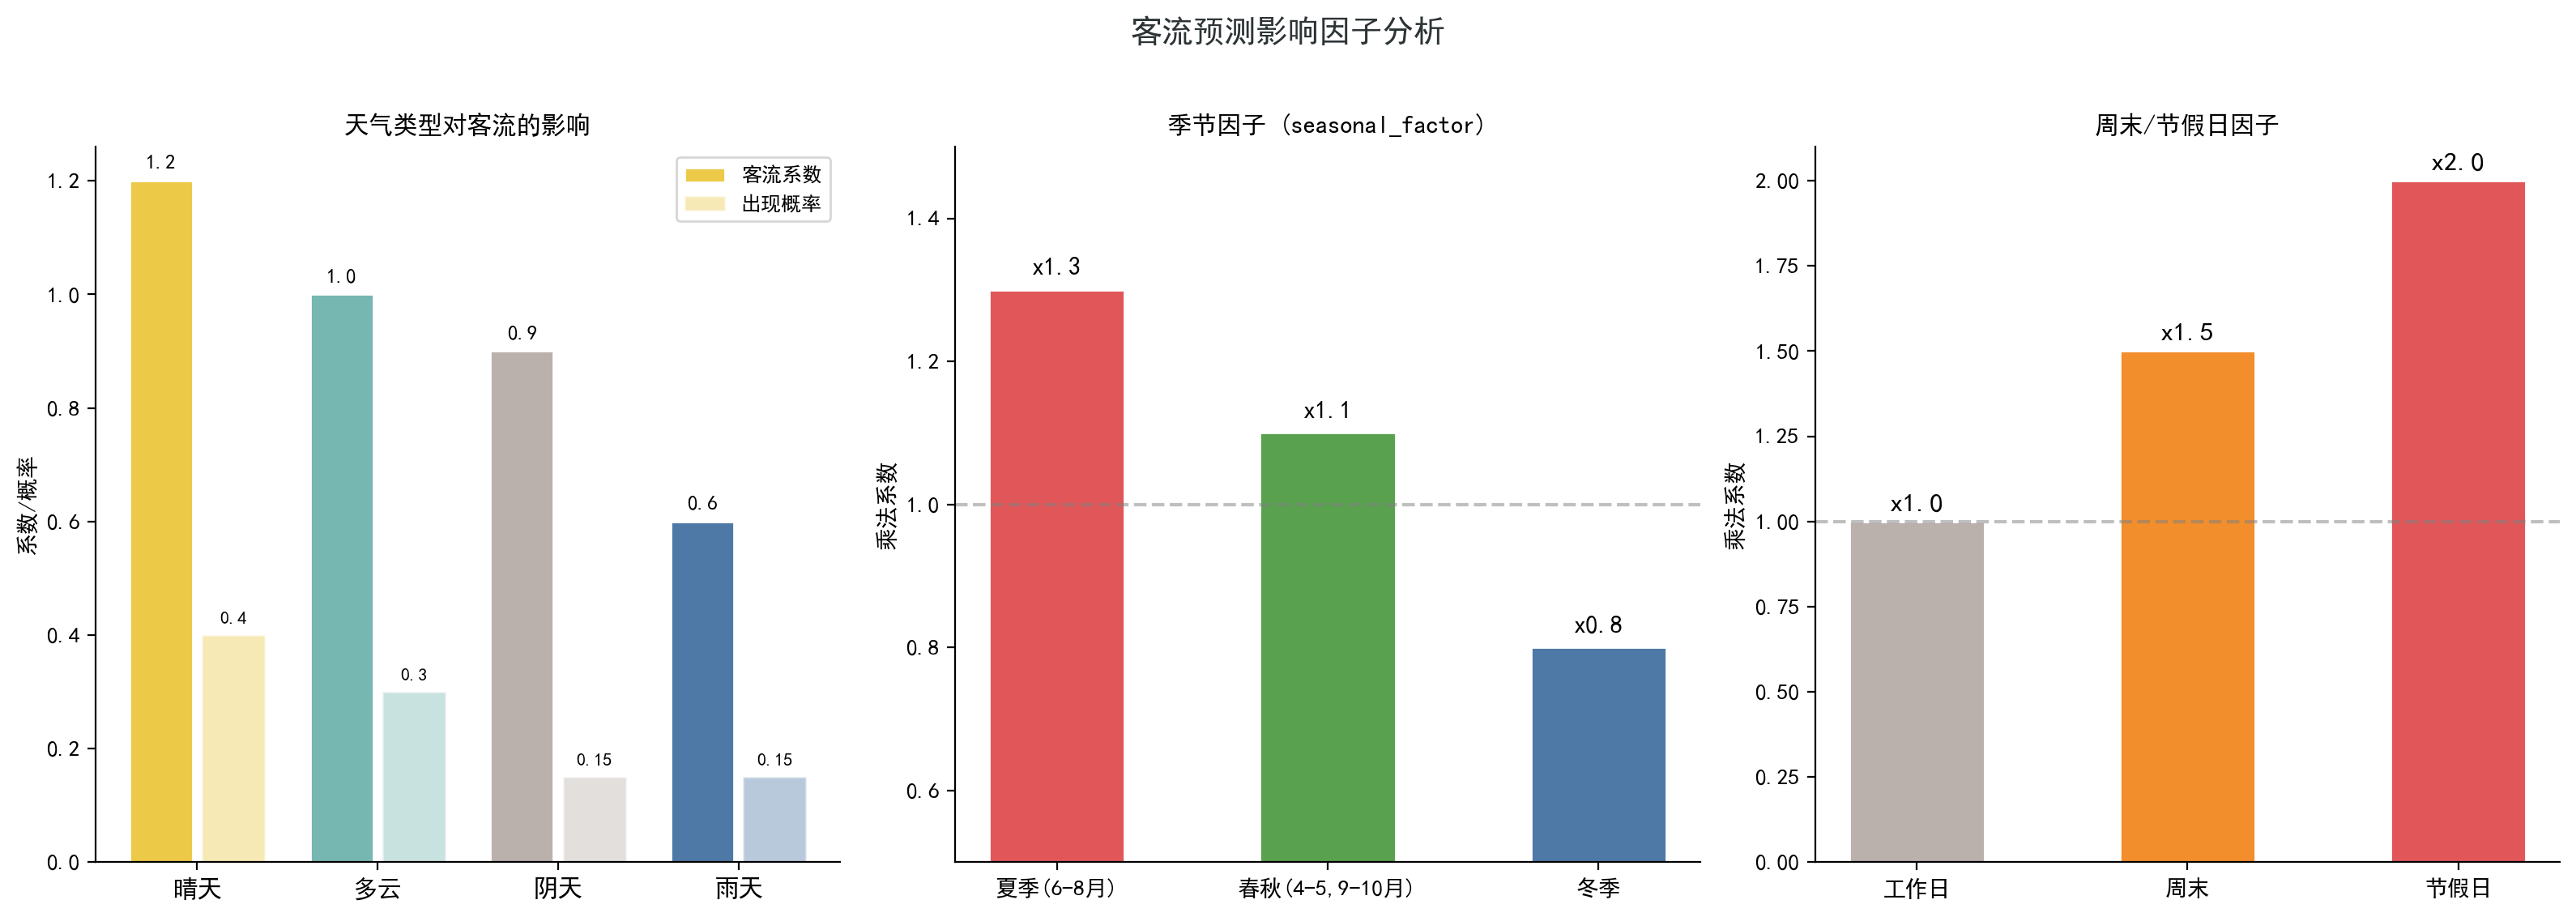 客流预测影响因子分析
天气类型对客流的影响
客流系数
出现概率
系数/概率
1.2
1.0
0.8
0.6
0.4
0.2
0.0
1.2
0.4
1.0
0.3
0.9
0.15
0.6
0.15
晴天
多云
阴天
雨天
季节因子 (seasonal_factor)
乘法系数
1.4
1.2
1.0
0.8
0.6
x1.3
x1.1
x0.8
夏季(6-8月)
春秋(4-5,9-10月)
冬季
周末/节假日因子
乘法系数
2.00
1.75
1.50
1.25
1.00
0.75
0.50
0.25
0.00
x1.0
x1.5
x2.0
工作日
周末
节假日